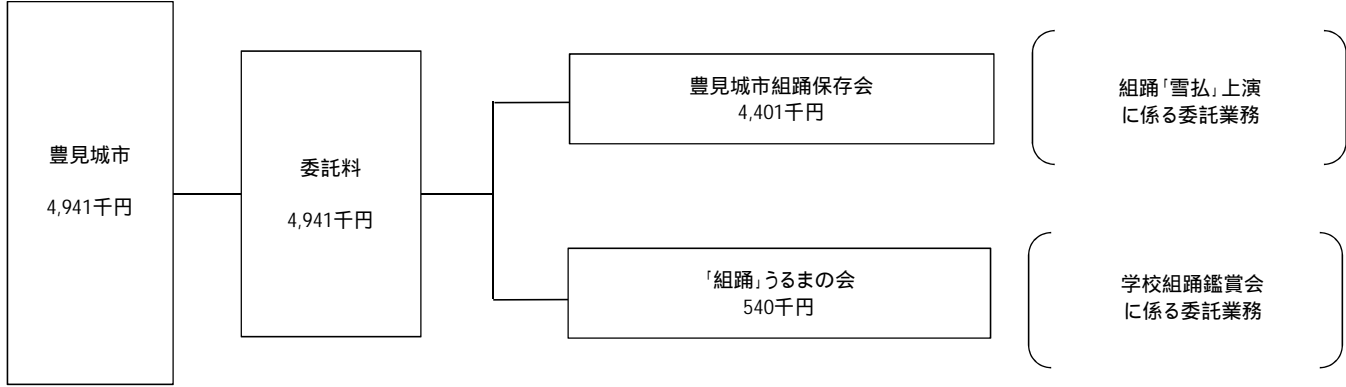 豊見城市
4,941千円
委託料
4,941千円
豊見城市組踊保存会
4,401千円
組踊「雪払」上演
に係る委託業務
「組踊」うるまの会
540千円
学校組踊鑑賞会
に係る委託業務